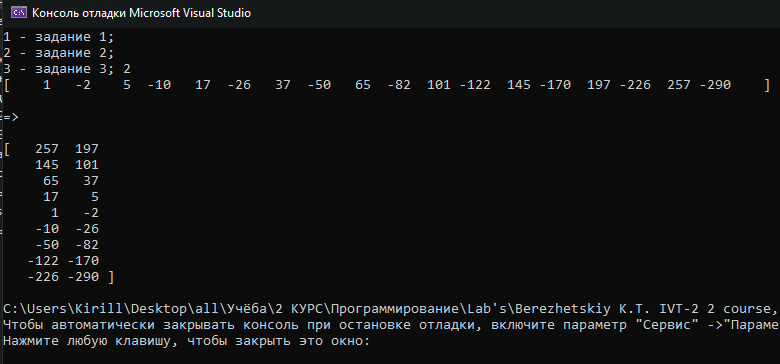 Консоль отладки Microsoft Visual Studio
1 - задание 1;
2 - задание 2;
3 - задание 3; 2
[ 1 -2 5 -10 17 -26 37 -50 65 -82 101 -122 145 -170 197 -226 257 -290 ]
=>
[ 257 197
145 101
65 37
17 5
1 -2
-10 -26
-50 -82
-122 -170
-226 -290 ]
C:\Users\Kirill\Desktop\all\Учёба\2 КУРС\Программирование\Lab's\Berezhetskiy K.T. IVT-2 2 course,
Чтобы автоматически закрывать консоль при остановке отладки, включите параметр "Сервис" ->"Параме
Нажмите любую клавишу, чтобы закрыть это окно: